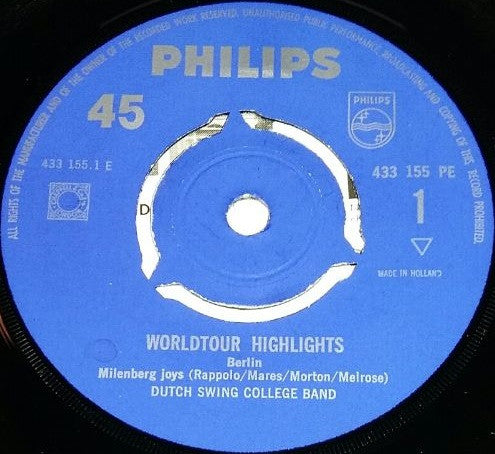 ALL RIGHTS OF THE MANUFACTURER AND OF THE OWNER OF THE RECORDED WORK RESERVED. UNAUTHORISED PUBLIC PERFORMANCE, BROADCASTING AND COPYING OF THIS RECORD PROHIBITED.
PHILIPS
45
PHILIPS
433 155.1 E
433 155 PE
1
D
MADE IN HOLLAND
WORLDTOUR HIGHLIGHTS
Berlin
Milenberg joys (Rappolo/Mares/Morton/Melrose)
DUTCH SWING COLLEGE BAND